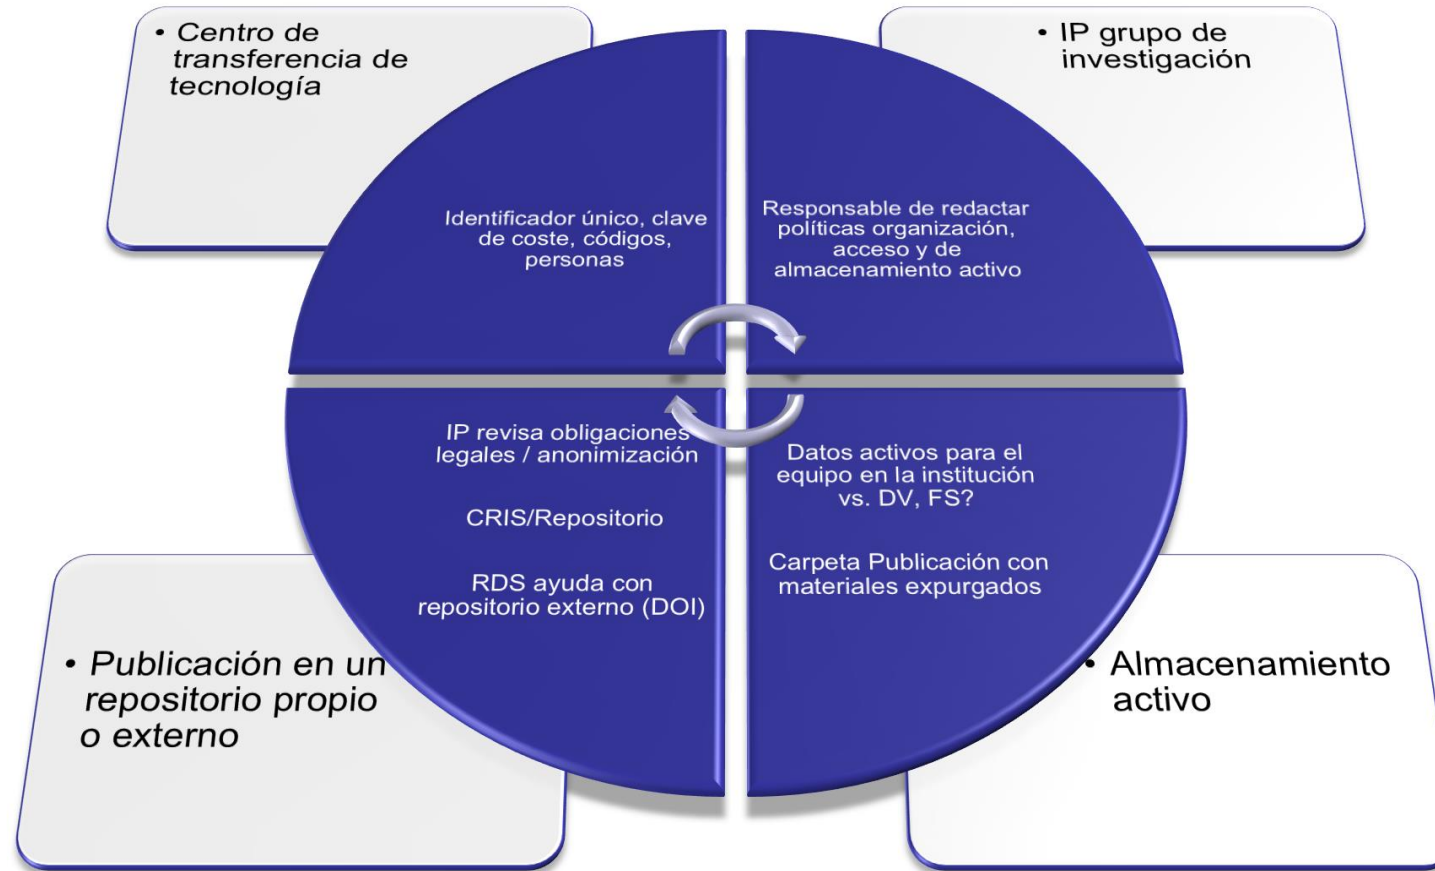 • Centro de
transferencia de
tecnología
• IP grupo de
investigación
Identificador único, clave
de coste, códigos,
personas
Responsable de redactar
políticas organización,
acceso y de
almacenamiento activo
IP revisa obligaciones
legales / anonimización
CRIS/Repositorio
RDS ayuda con
repositorio externo (DOI)
Datos activos para el
equipo en la institución
vs. DV, FS?
Carpeta Publicación con
materiales expurgados
• Publicación en un
repositorio propio
o externo
• Almacenamiento
activo